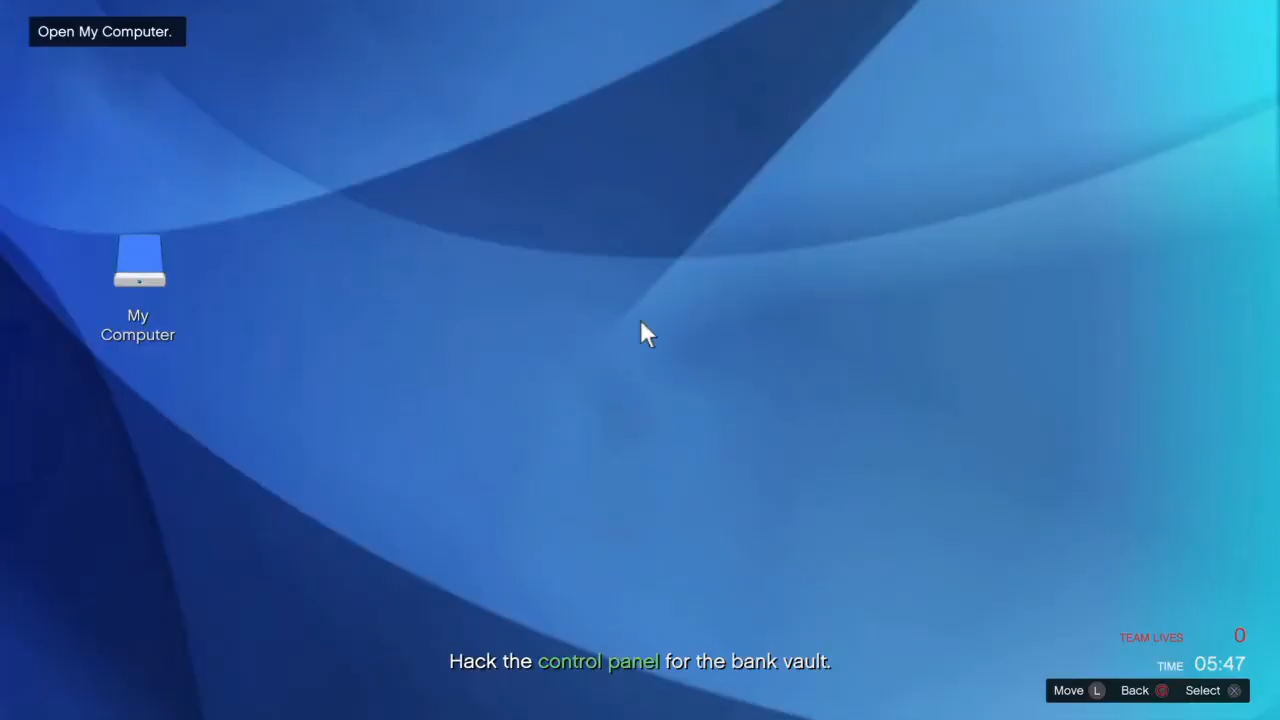 Open My Computer.
My
Computer
Hack the control panel for the bank vault.
TEAM LIVES 0
TIME 05:47
Move L Back Select